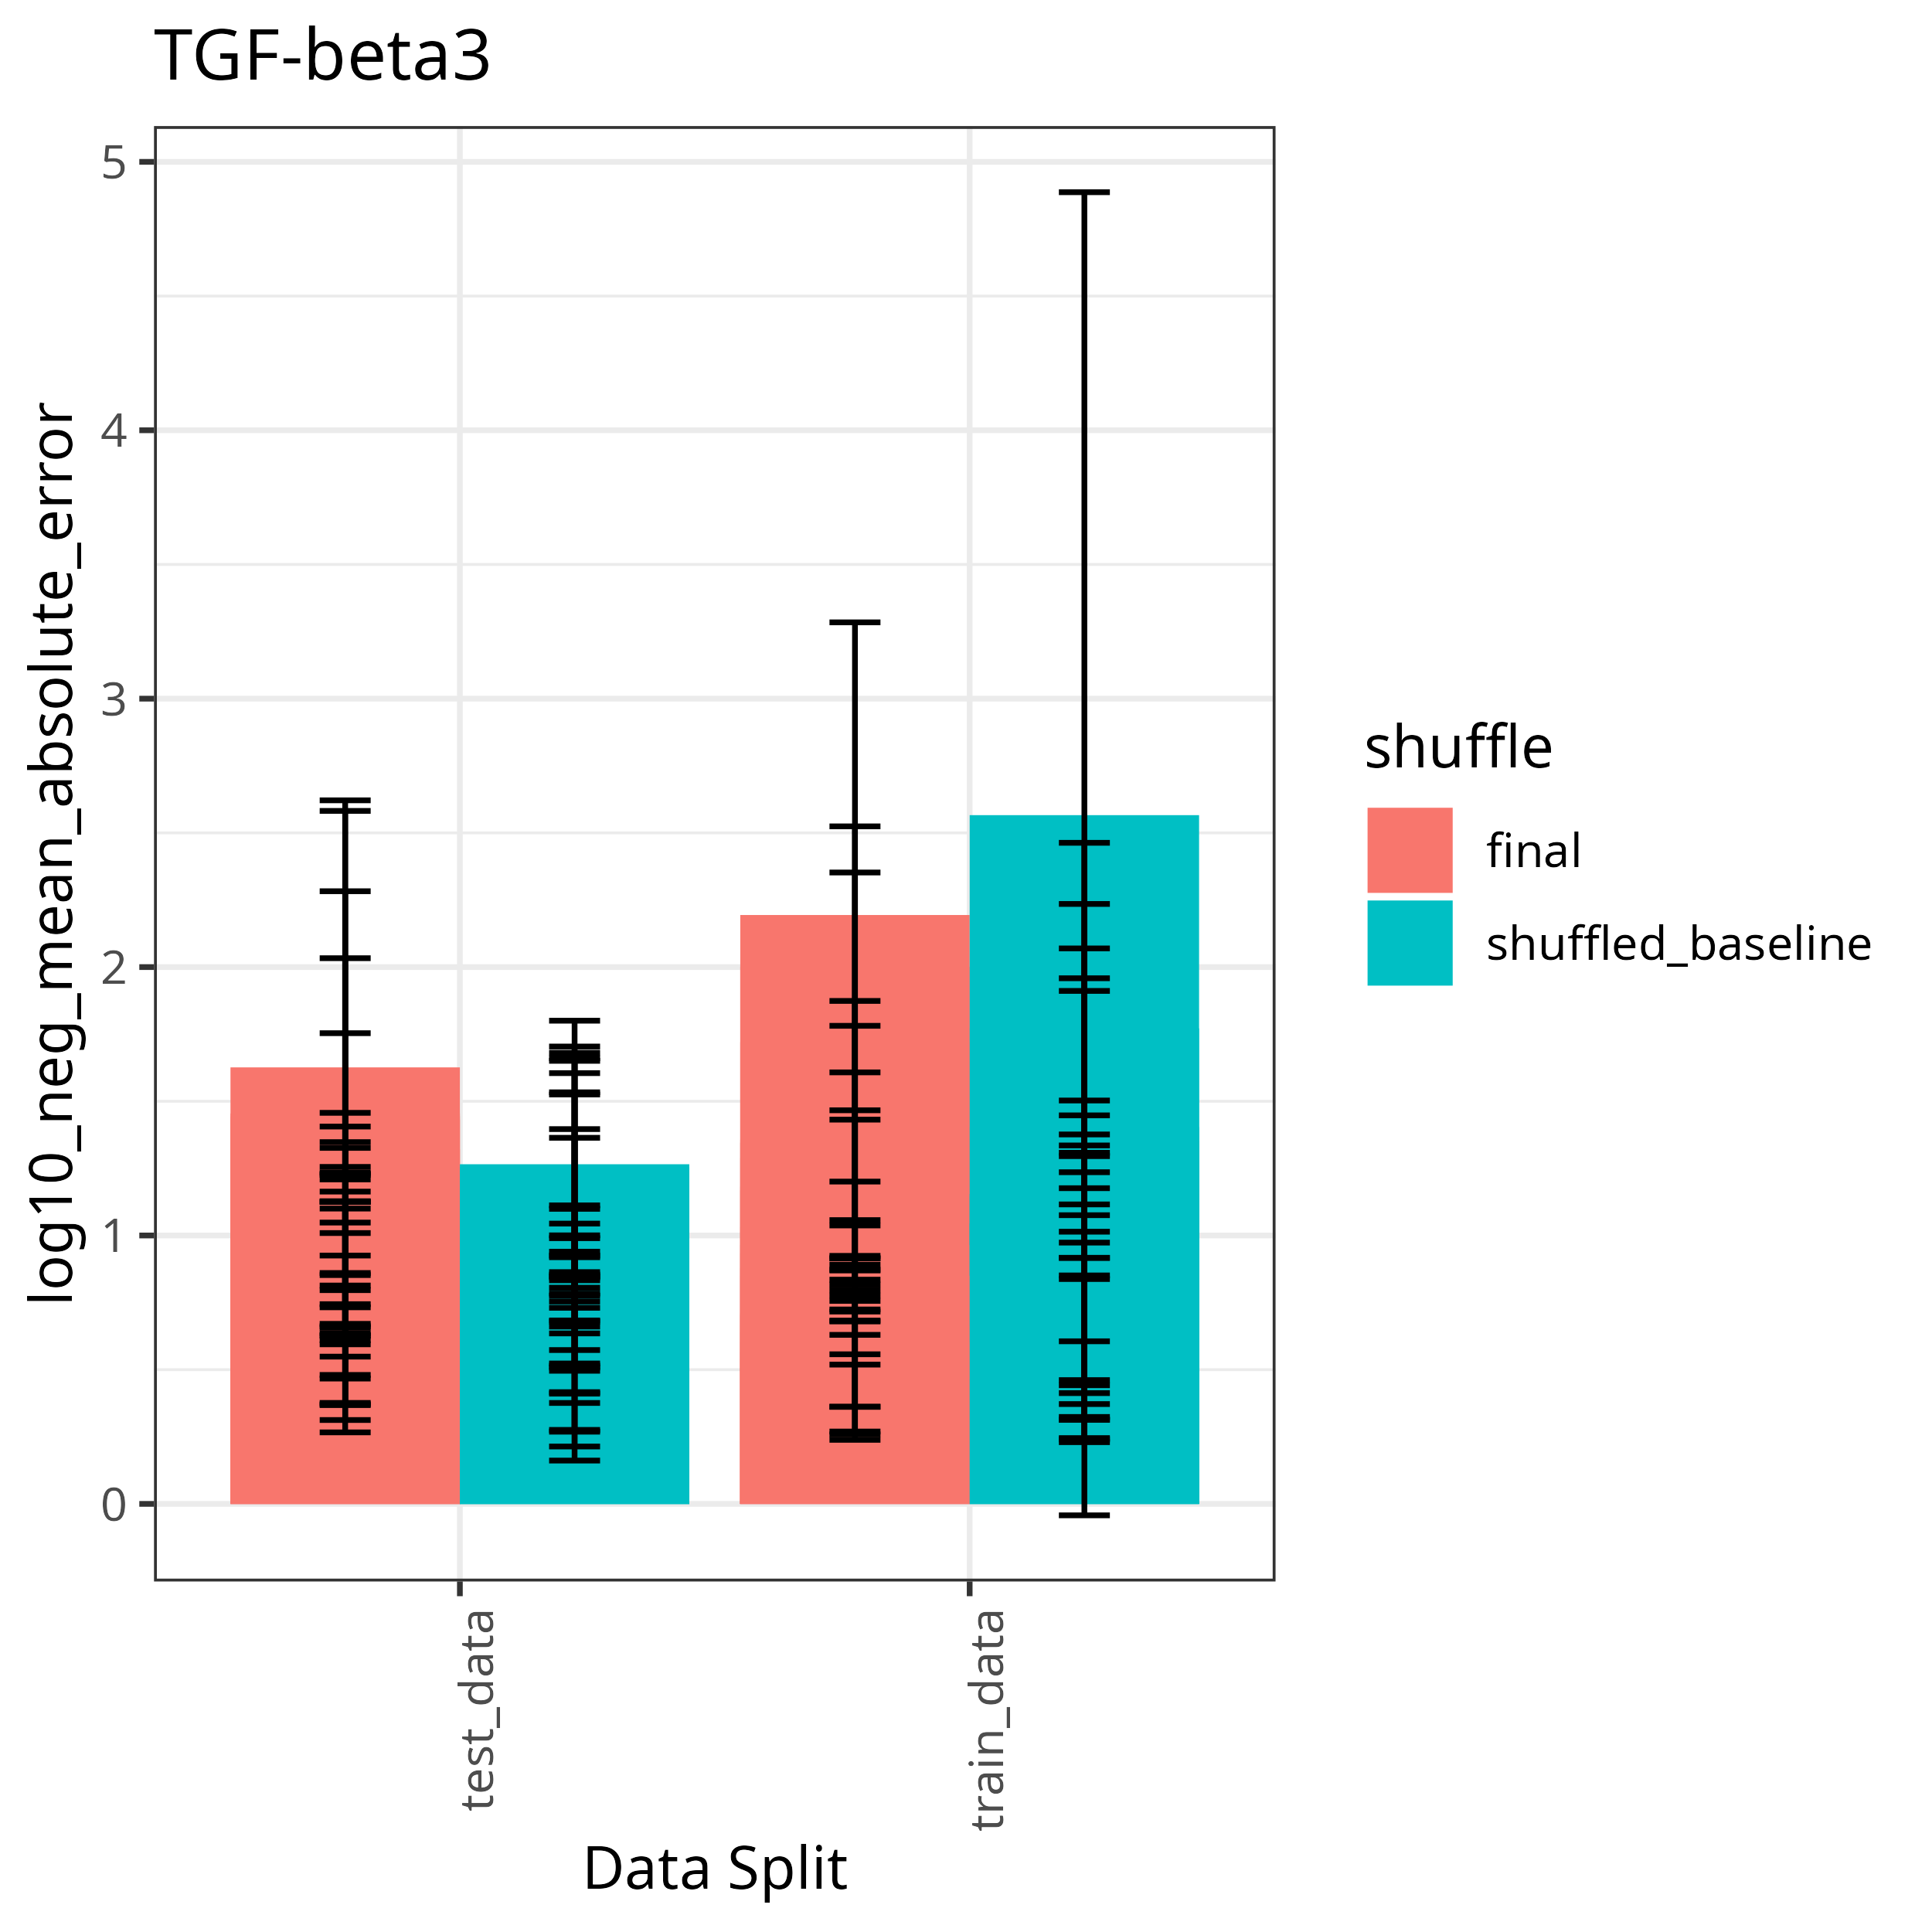 TGF-beta3
log10_neg_mean_absolute_error
5
4
3
2
1
0
test_data
train_data
Data Split
shuffle
final
shuffled_baseline